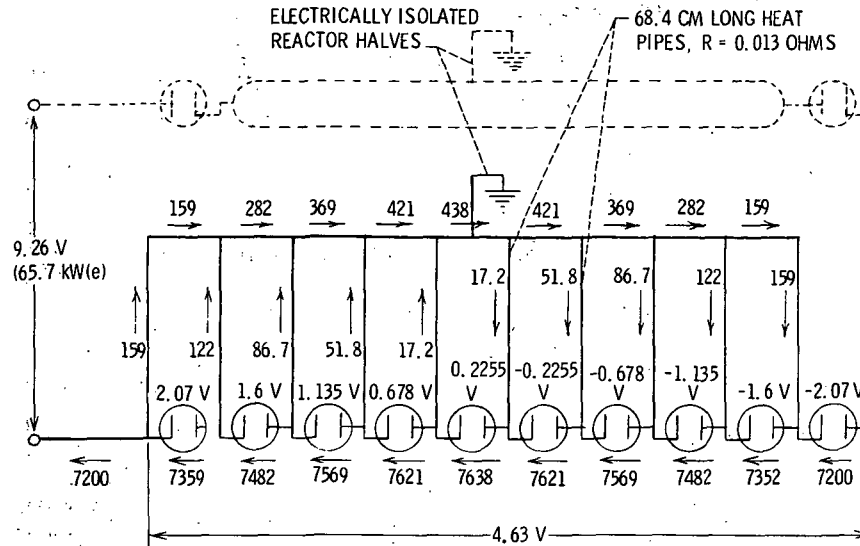 ELECTRICALLY ISOLATED
REACTOR HALVES
68.4 CM LONG HEAT
PIPES, R = 0.013 OHMS
159 282 369 421 438 421 369 282 159
9.26 V
(65.7 kW(e)
17.2 51.8 86.7 122 159
159 122 86.7 51.8 17.2
2.07 V 1.6 V 1.135 V 0.678 V 0.2255 V -0.2255 V -0.678 V -1.135 V -1.6 V -2.07 V
7200 7359 7482 7569 7621 7638 7621 7569 7482 7352 7200
4.63 V